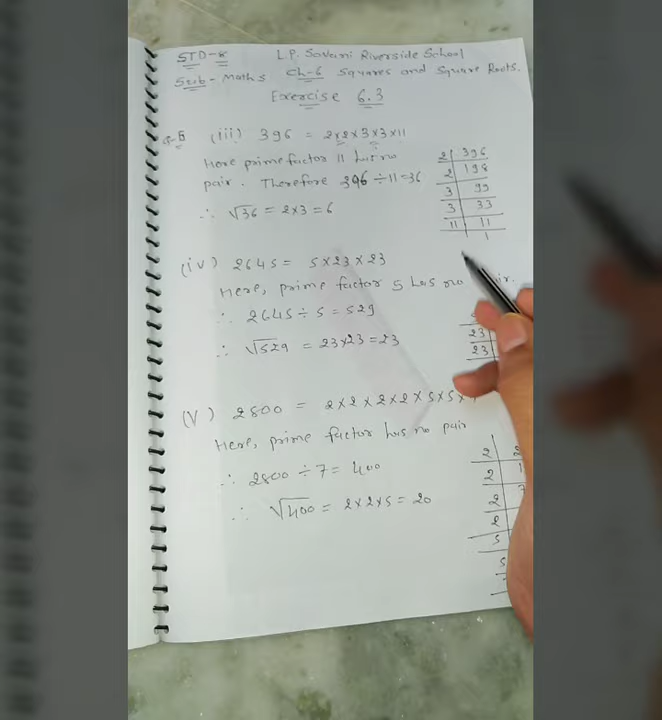 STD-8 L.P. Savani Riverside School
Sub- Maths Ch-6 Squares and Square Roots.
Exercise 6.3
Q-6 (iii) 396 = 2×2×3×3×11
Here prime factor 11 has no
pair. Therefore 396 ÷ 11 = 36
∴ √36 = 2×3 = 6
2 396
2 198
3 99
3 33
11 11
1
(iv) 2645 = 5×23×23
Here, prime factor 5 has no
∴ 2645 ÷ 5 = 529
∴ √529 = 23×23 = 23
23
23
(V) 2800 = 2×2×2×2×5×5×
Here, prime factor has no pair
∴ 2800 ÷ 7 = 400
∴ √400 = 2×2×5 = 20
2
2
2
2
5
5